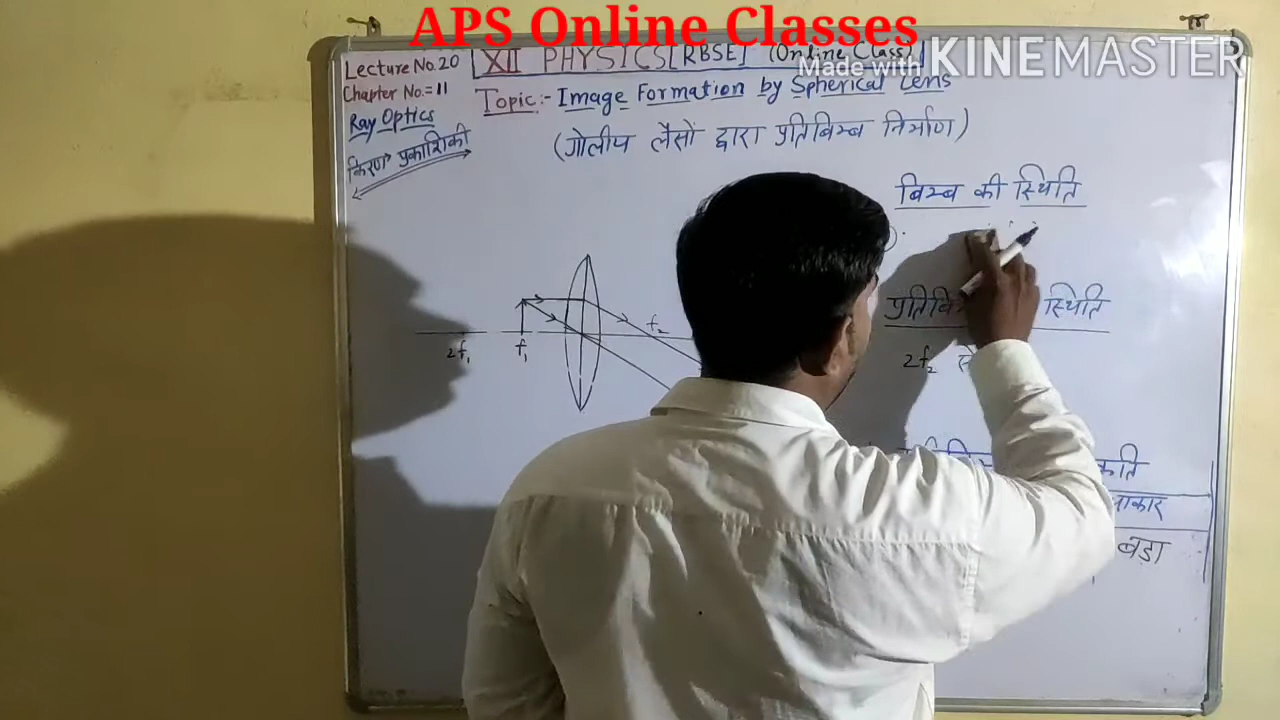 APS Online Classes
Made with KINEMASTER
Lecture No. 20
Chapter No.= 11
Ray Optics
किरण प्रकाशिकी
XII PHYSICS [RBSE] (Online Class)
Topic:- Image Formation by Spherical Lens
(गोलीय लैंसों द्वारा प्रतिबिम्ब निर्माण)
बिम्ब की स्थिति
स्थिति
2f₂
2f₁
f₁
f₂
बड़ा